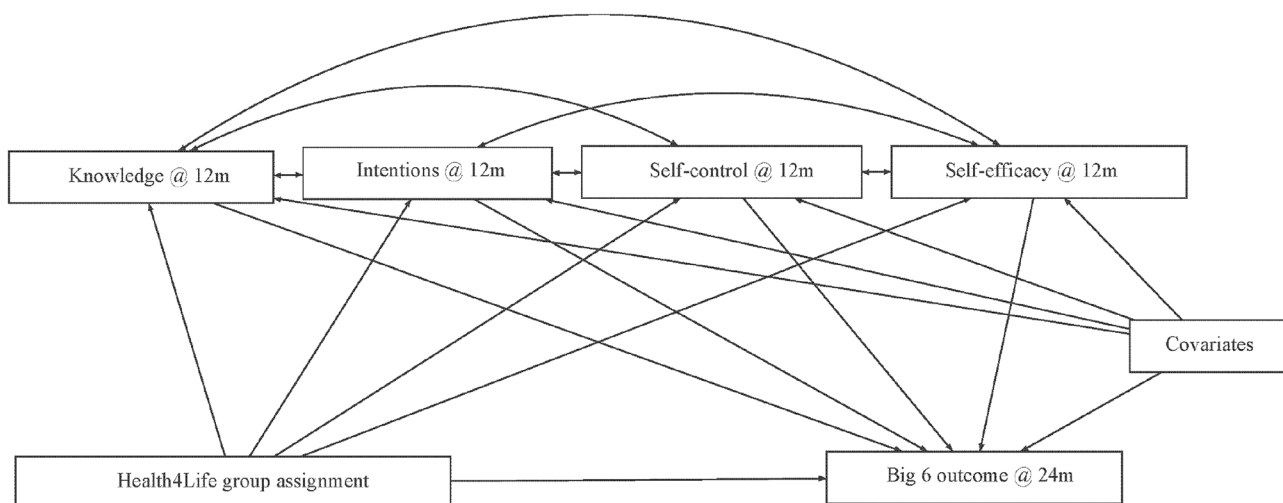 Knowledge @ 12m
Intentions @ 12m
Self-control @ 12m
Self-efficacy @ 12m
Covariates
Health4Life group assignment
Big 6 outcome @ 24m